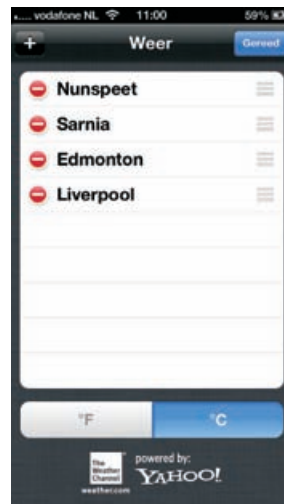 vodafone NL 11:00 59%
+ Weer Gereed
Nunspeet
Sarnia
Edmonton
Liverpool
°F °C
The Weather Channel
powered by:
YAHOO!
weather.com